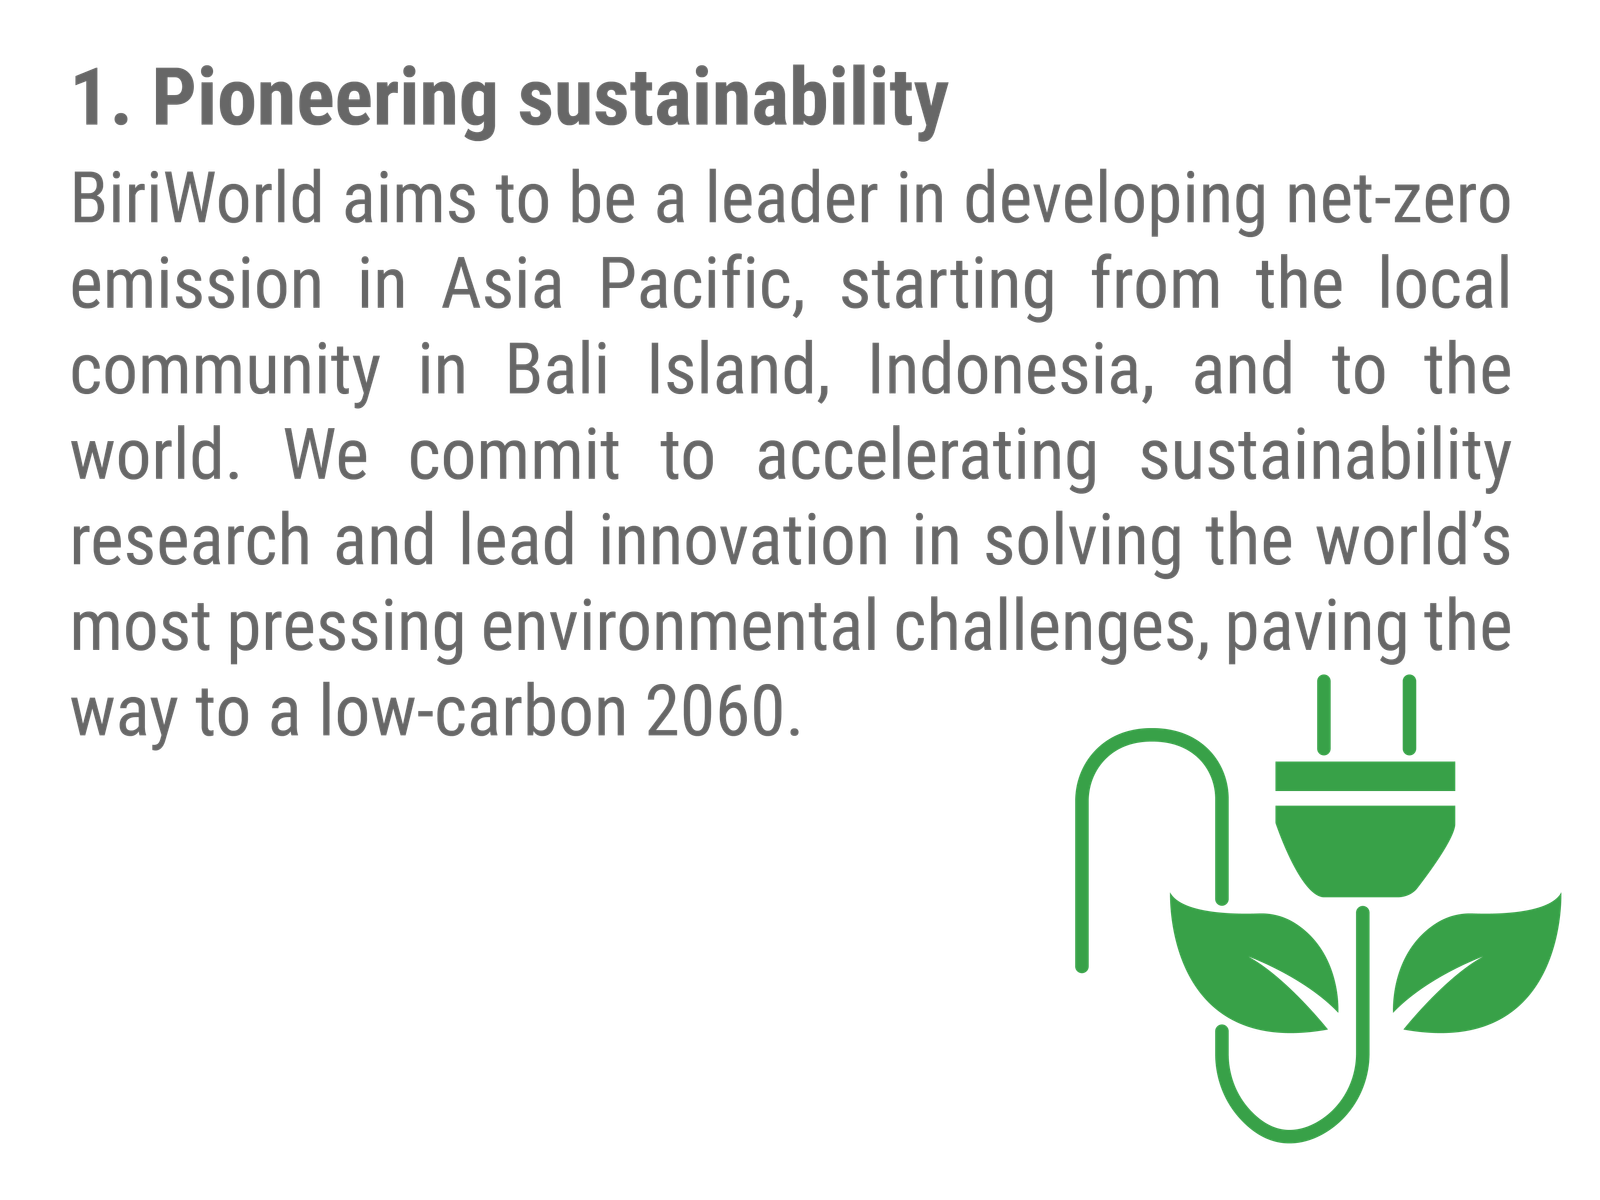 1. Pioneering sustainability
BiriWorld aims to be a leader in developing net-zero
emission in Asia Pacific, starting from the local
community in Bali Island, Indonesia, and to the
world. We commit to accelerating sustainability
research and lead innovation in solving the world’s
most pressing environmental challenges, paving the
way to a low-carbon 2060.